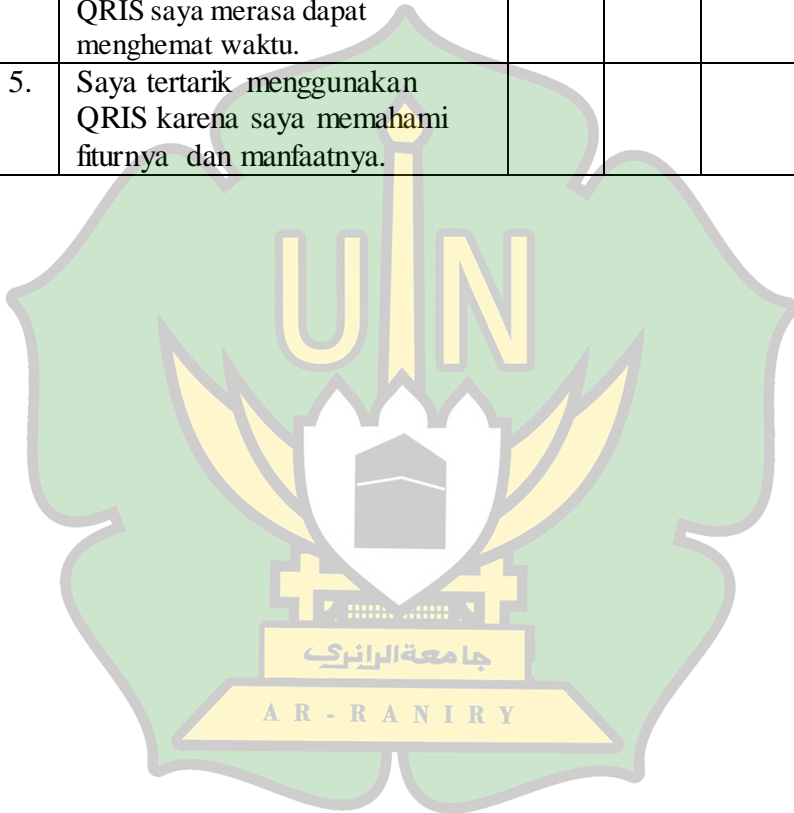 QRIS saya merasa dapat
menghemat waktu.
5. Saya tertarik menggunakan
QRIS karena saya memahami
fiturnya dan manfaatnya.
UIN
جامعة الرانري
AR-RANIRY